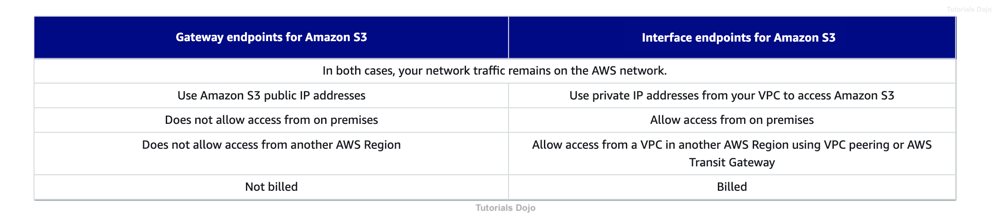 Tutorials Dojo
Gateway endpoints for Amazon S3
Interface endpoints for Amazon S3
In both cases, your network traffic remains on the AWS network.
Use Amazon S3 public IP addresses
Use private IP addresses from your VPC to access Amazon S3
Does not allow access from on premises
Allow access from on premises
Does not allow access from another AWS Region
Allow access from a VPC in another AWS Region using VPC peering or AWS
Transit Gateway
Not billed
Billed
Tutorials Dojo